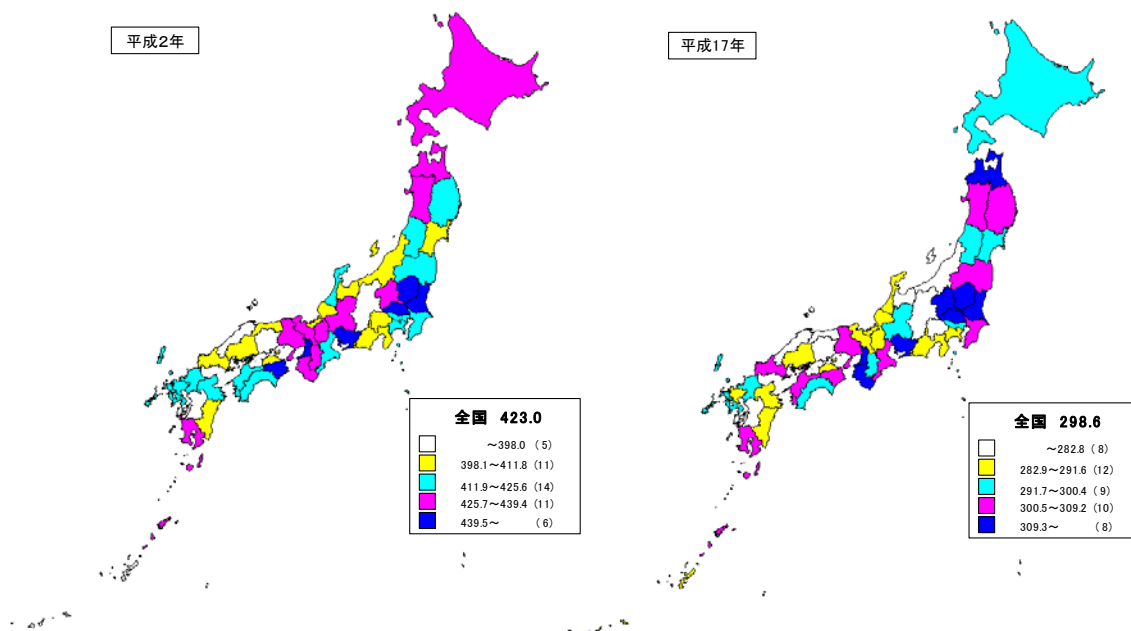 平成2年
平成17年
全国 423.0
～398.0 (5)
398.1～411.8 (11)
411.9～425.6 (14)
425.7～439.4 (11)
439.5～ (6)
全国 298.6
～282.8 (8)
282.9～291.6 (12)
291.7～300.4 (9)
300.5～309.2 (10)
309.3～ (8)